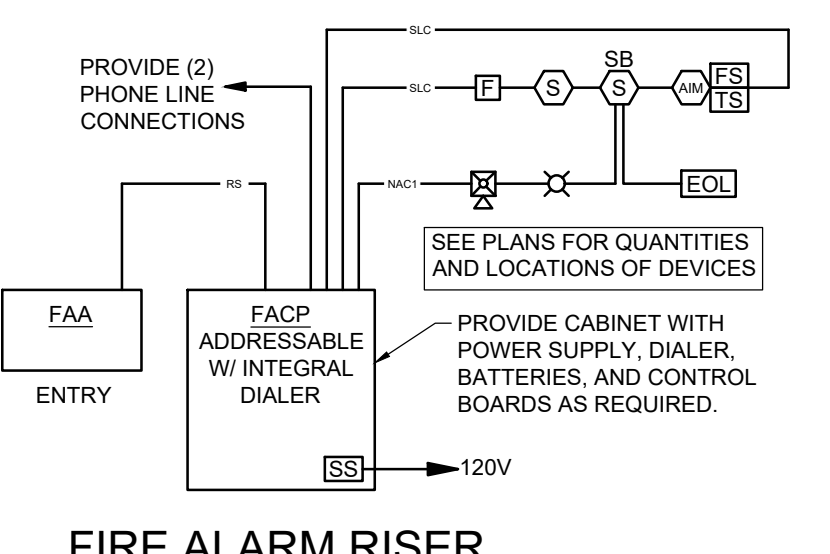 SLC
PROVIDE (2)
PHONE LINE
CONNECTIONS
SLC
F
S
SB
S
AIM
FS
TS
RS
NAC1
EOL
SEE PLANS FOR QUANTITIES
AND LOCATIONS OF DEVICES
FAA
ENTRY
FACP
ADDRESSABLE
W/ INTEGRAL
DIALER
PROVIDE CABINET WITH
POWER SUPPLY, DIALER,
BATTERIES, AND CONTROL
BOARDS AS REQUIRED.
SS
120V
FIRE ALARM RISER